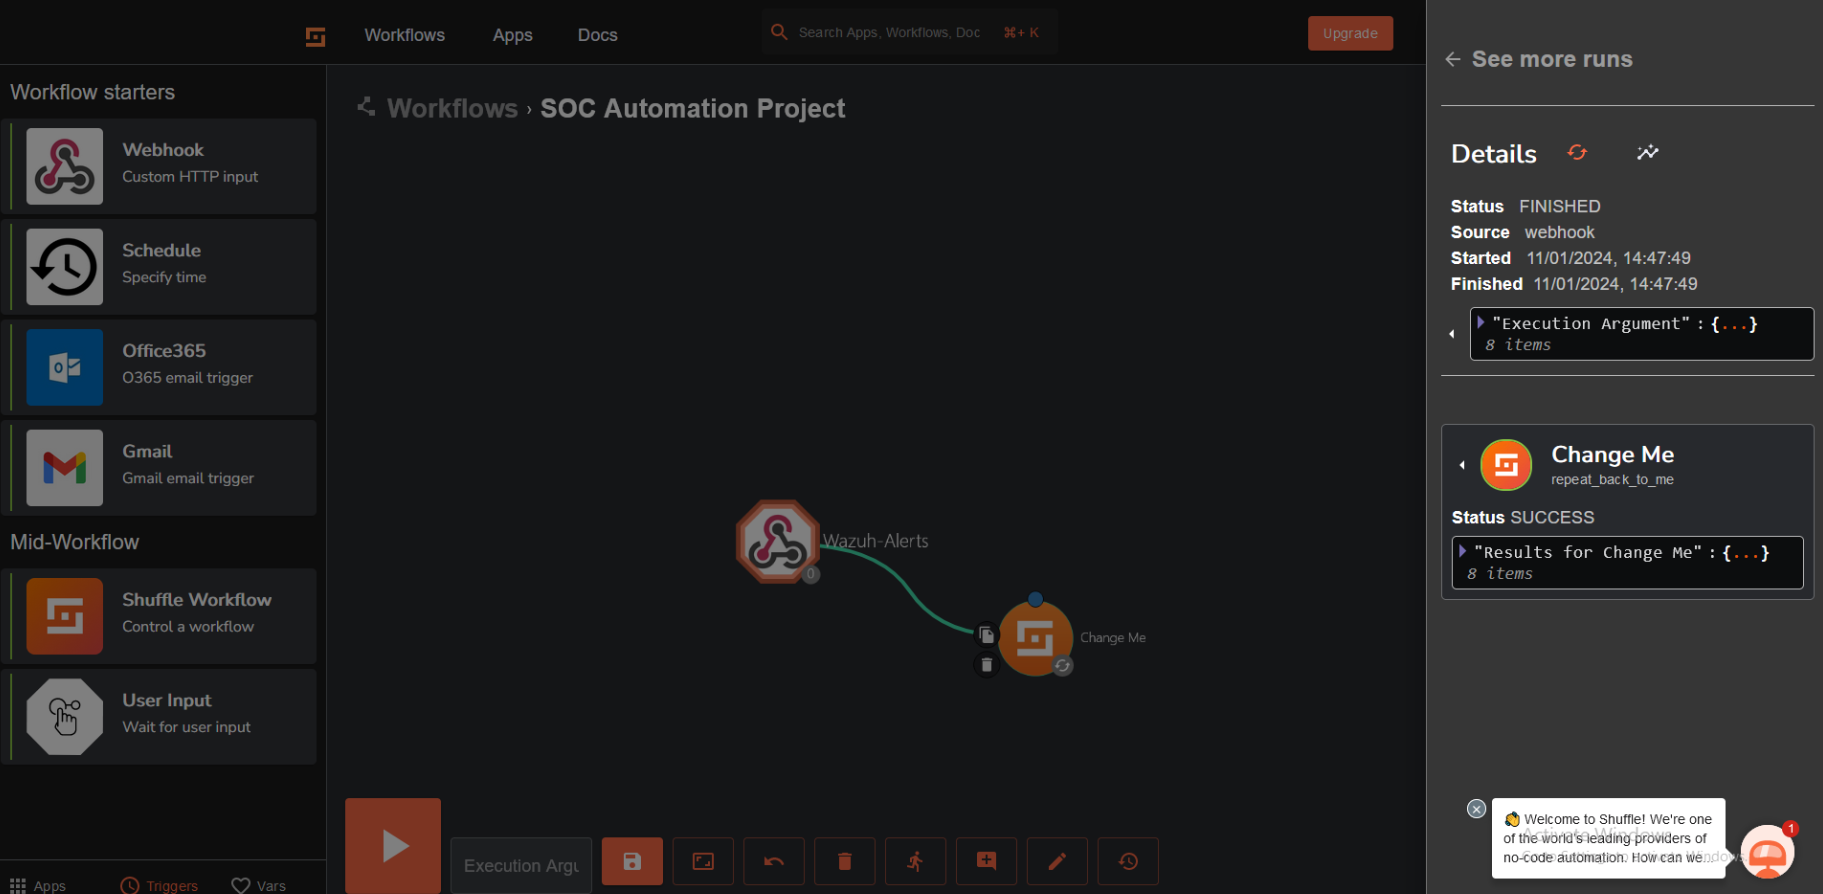 Workflows
Apps
Docs
Search Apps, Workflows, Doc
⌘+ K
Upgrade
Workflow starters
Webhook
Custom HTTP input
Schedule
Specify time
Office365
O365 email trigger
Gmail
Gmail email trigger
Mid-Workflow
Shuffle Workflow
Control a workflow
User Input
Wait for user input
Apps
Triggers
Vars
Workflows › SOC Automation Project
Wazuh-Alerts
0
Change Me
Execution Argu
See more runs
Details
Status FINISHED
Source webhook
Started 11/01/2024, 14:47:49
Finished 11/01/2024, 14:47:49
"Execution Argument" : {...}
8 items
Change Me
repeat_back_to_me
Status SUCCESS
"Results for Change Me" : {...}
8 items
👋 Welcome to Shuffle! We're one
of the world's leading providers of
no-code automation. How can we...
Activate Windows
1